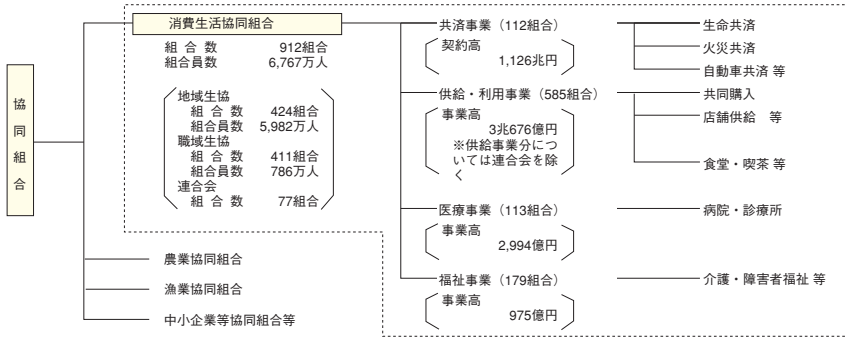 協同組合
消費生活協同組合
組合数 912組合
組合員数 6,767万人
地域生協
組合数 424組合
組合員数 5,982万人
職域生協
組合数 411組合
組合員数 786万人
連合会
組合数 77組合
農業協同組合
漁業協同組合
中小企業等協同組合等
共済事業（112組合）
契約高
1,126兆円
生命共済
火災共済
自動車共済 等
供給・利用事業（585組合）
事業高
3兆676億円
※供給事業分につ
いては連合会を除
く
共同購入
店舗供給 等
食堂・喫茶 等
医療事業（113組合）
事業高
2,994億円
病院・診療所
福祉事業（179組合）
事業高
975億円
介護・障害者福祉 等